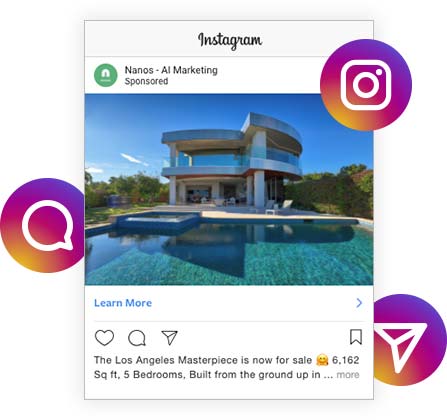 Instagram
Nanos - AI Marketing
Sponsored
Learn More
The Los Angeles Masterpiece is now for sale 🤗 6,162
Sq ft, 5 Bedrooms, Built from the ground up in ... more